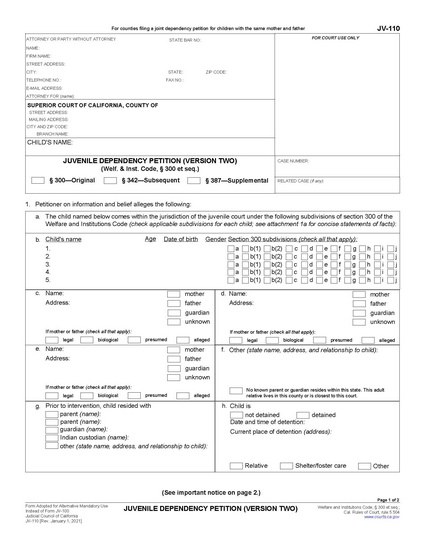 For counties filing a joint dependency petition for children with the same mother and father
JV-110
ATTORNEY OR PARTY WITHOUT ATTORNEY
STATE BAR NO:
FOR COURT USE ONLY
NAME:
FIRM NAME:
STREET ADDRESS:
CITY: STATE: ZIP CODE:
TELEPHONE NO.: FAX NO.:
E-MAIL ADDRESS:
ATTORNEY FOR (name):
SUPERIOR COURT OF CALIFORNIA, COUNTY OF
STREET ADDRESS:
MAILING ADDRESS:
CITY AND ZIP CODE:
BRANCH NAME:
CHILD'S NAME:
JUVENILE DEPENDENCY PETITION (VERSION TWO)
(Welf. & Inst. Code, § 300 et seq.)
CASE NUMBER:
§ 300—Original § 342—Subsequent § 387—Supplemental
RELATED CASE (if any):
1. Petitioner on information and belief alleges the following:
a. The child named below comes within the jurisdiction of the juvenile court under the following subdivisions of section 300 of the
Welfare and Institutions Code (check applicable subdivisions for each child; see attachment 1a for concise statements of facts):
b. Child's name Age Date of birth Gender Section 300 subdivisions (check all that apply):
1. a b(1) b(2) c d e f g h i j
2. a b(1) b(2) c d e f g h i j
3. a b(1) b(2) c d e f g h i j
4. a b(1) b(2) c d e f g h i j
5. a b(1) b(2) c d e f g h i j
c. Name: mother
Address: father
guardian
unknown
If mother or father (check all that apply):
legal biological presumed alleged
d. Name: mother
Address: father
guardian
unknown
If mother or father (check all that apply):
legal biological presumed alleged
e. Name: mother
Address: father
guardian
unknown
If mother or father (check all that apply):
legal biological presumed alleged
f. Other (state name, address, and relationship to child):
No known parent or guardian resides within this state. This adult
relative lives in this county or is closest to this court.
g. Prior to intervention, child resided with
parent (name):
parent (name):
guardian (name):
Indian custodian (name):
other (state name, address, and relationship to child):
h. Child is
not detained detained
Date and time of detention:
Current place of detention (address):
Relative Shelter/foster care Other
(See important notice on page 2.)
Page 1 of 2
Form Adopted for Alternative Mandatory Use
Instead of Form JV-100
Judicial Council of California
JV-110 [Rev. January 1, 2021]
JUVENILE DEPENDENCY PETITION (VERSION TWO)
Welfare and Institutions Code, § 300 et seq.;
Cal. Rules of Court, rule 5.504
www.courts.ca.gov